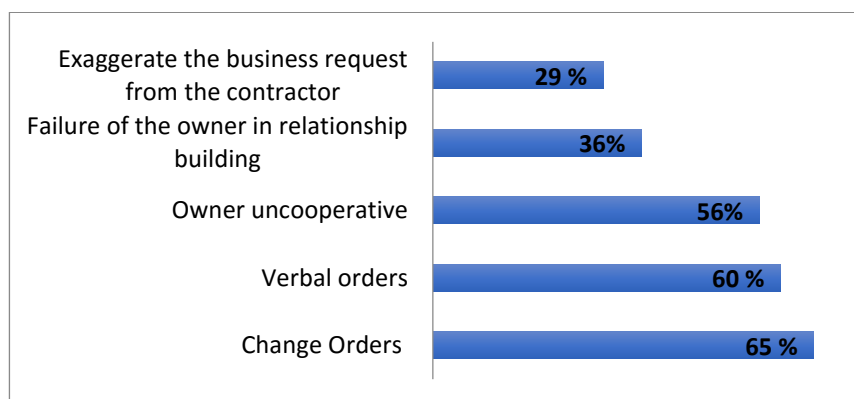 Exaggerate the business request
from the contractor
29 %
Failure of the owner in relationship
building
36%
Owner uncooperative
56%
Verbal orders
60 %
Change Orders
65 %